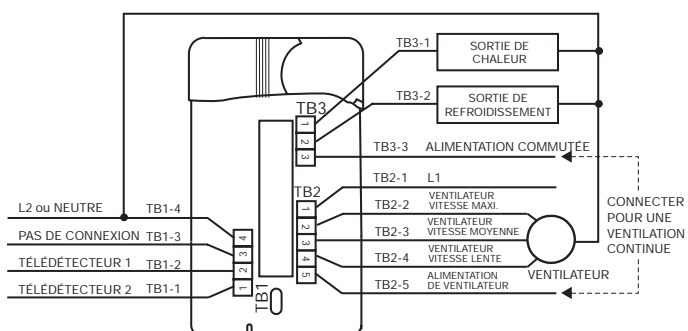 TB3-1
SORTIE DE
CHALEUR
TB3-2
SORTIE DE
REFROIDISSEMENT
TB3
1
2
3
TB3-3 ALIMENTATION COMMUTÉE
TB2
1
2
3
4
5
TB2-1 L1
TB2-2 VENTILATEUR
VITESSE MAXI.
TB2-3 VENTILATEUR
VITESSE MOYENNE
TB2-4 VENTILATEUR
VITESSE LENTE
TB2-5 ALIMENTATION
DE VENTILATEUR
VENTILATEUR
CONNECTER
POUR UNE
VENTILATION
CONTINUE
L2 ou NEUTRE TB1-4
PAS DE CONNEXION TB1-3
TÉLÉDÉTECTEUR 1 TB1-2
TÉLÉDÉTECTEUR 2 TB1-1
4
3
2
1
TB1